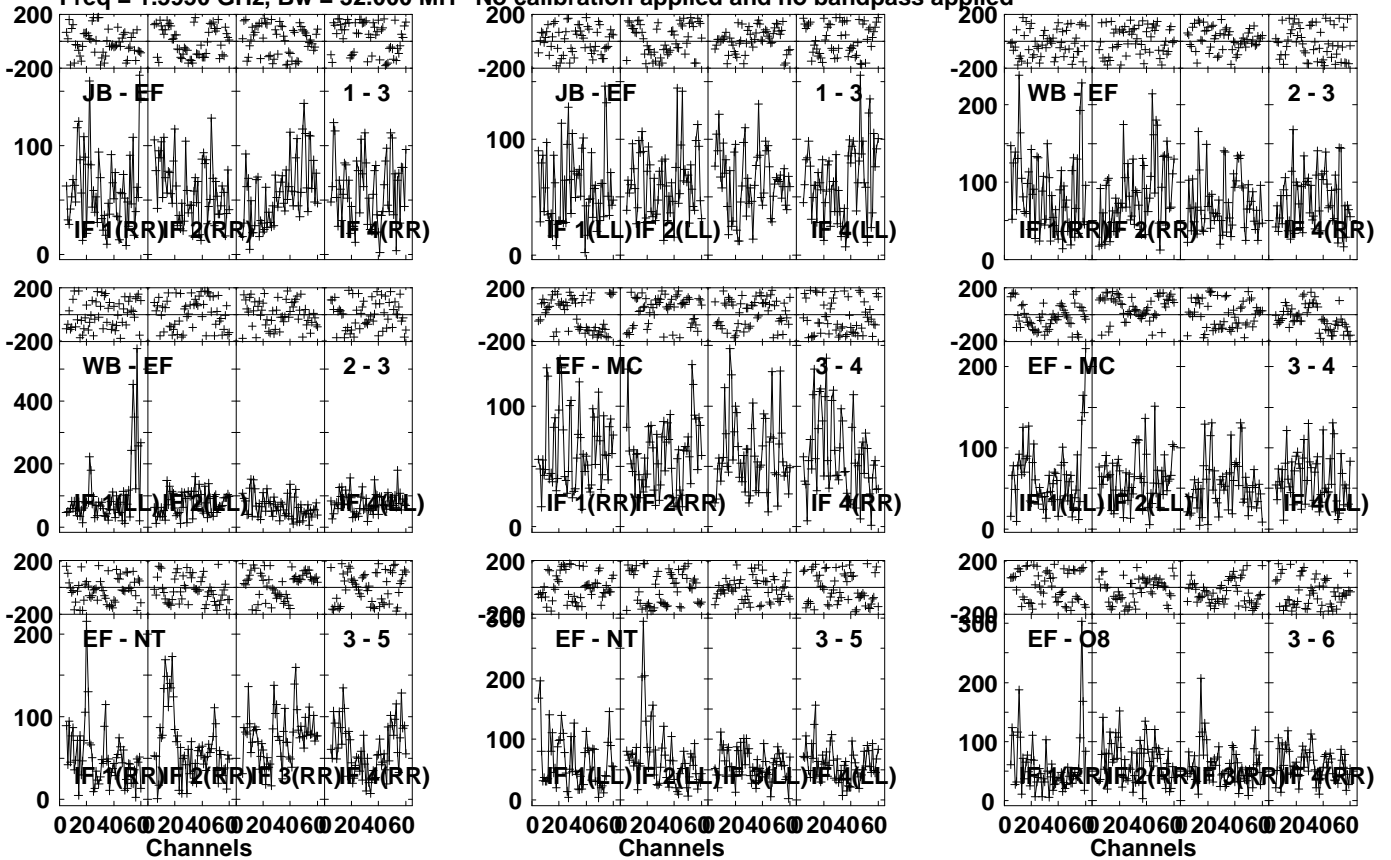 No calibration applied and no bandpass applied
200 200 200
-200 -200 -200
JB - EF 1 - 3 JB - EF 1 - 3 WB - EF 2 - 3
200
100 100 100
IF 1(RR) IF 2(RR) IF 4(RR) IF 1(LL) IF 2(LL) IF 4(LL) IF 1(RR) IF 2(RR) IF 4(RR)
0 0 0
200 200 200
-200 -200 -200
WB - EF 2 - 3 EF - MC 3 - 4 EF - MC 3 - 4
400 200
200 100 100
IF 1(LL) IF 2(LL) IF 4(LL) IF 1(RR) IF 2(RR) IF 4(RR) IF 1(LL) IF 2(LL) IF 4(LL)
0 0 0
200 200 200
-200 -200 -200
300 300
EF - NT 3 - 5 EF - NT 3 - 5 EF - O8 3 - 6
200 200 200
100 100 100
IF 1(RR) IF 2(RR) IF 3(RR) IF 4(RR) IF 1(LL) IF 2(LL) IF 3(LL) IF 4(LL) IF 1(RR) IF 2(RR) IF 3(RR) IF 4(RR)
0 0 0
0 20 40 60 0 20 40 60 0 20 40 60 0 20 40 60 0 20 40 60 0 20 40 60 0 20 40 60 0 20 40 60 0 20 40 60 0 20 40 60 0 20 40 60 0 20 40 60
Channels Channels Channels